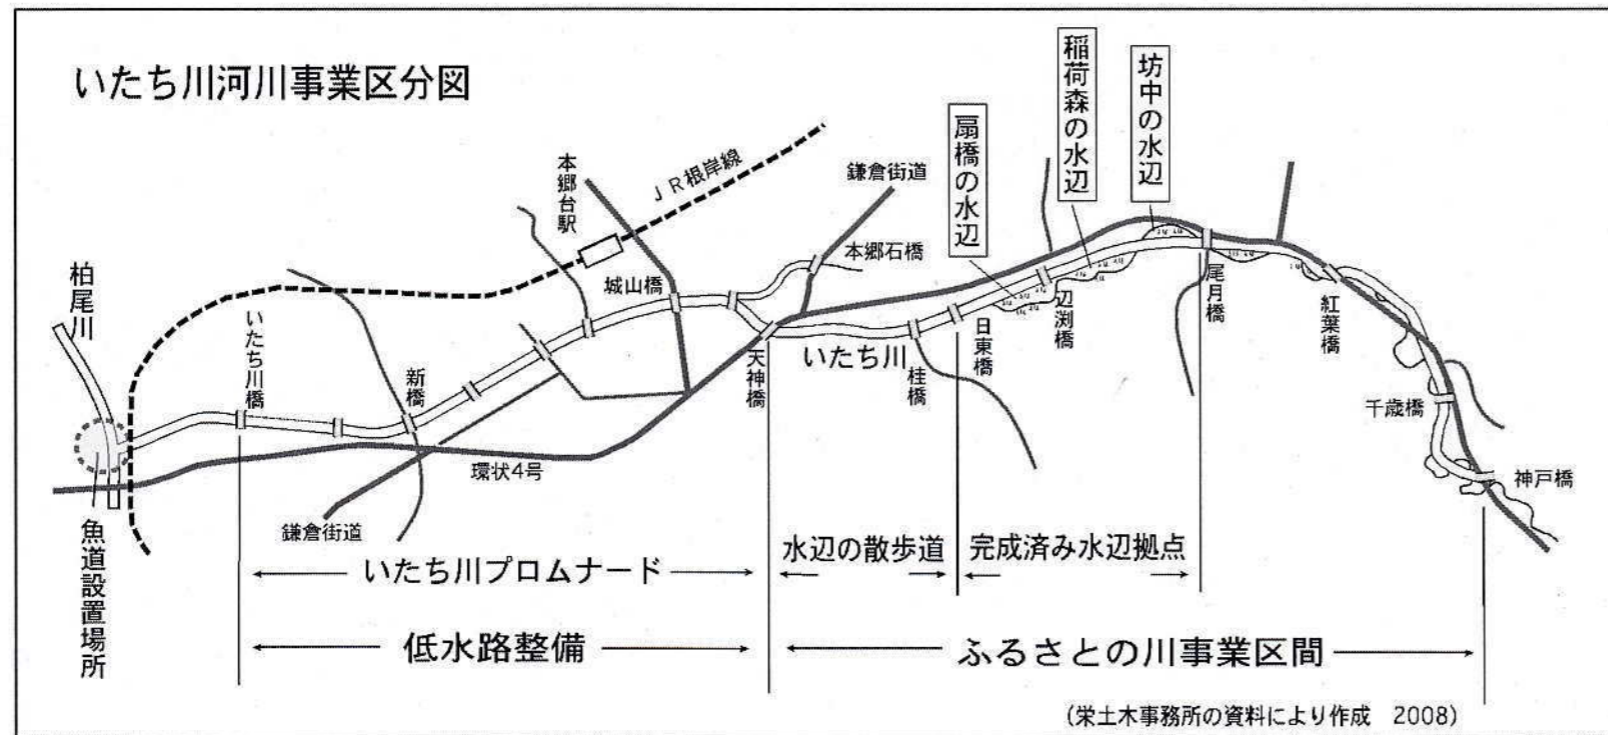 いたち川河川事業区分図
坊中の水辺
稲荷森の水辺
扇橋の水辺
JR根岸線
本郷台駅
鎌倉街道
本郷石橋
柏尾川
城山橋
いたち川橋
新橋
天神橋
いたち川
桂橋
日東橋
辺渕橋
尾月橋
紅葉橋
千歳橋
神戸橋
環状4号
鎌倉街道
魚道設置場所
いたち川プロムナード
水辺の散歩道
完成済み水辺拠点
低水路整備
ふるさとの川事業区間
(栄土木事務所の資料により作成 2008)